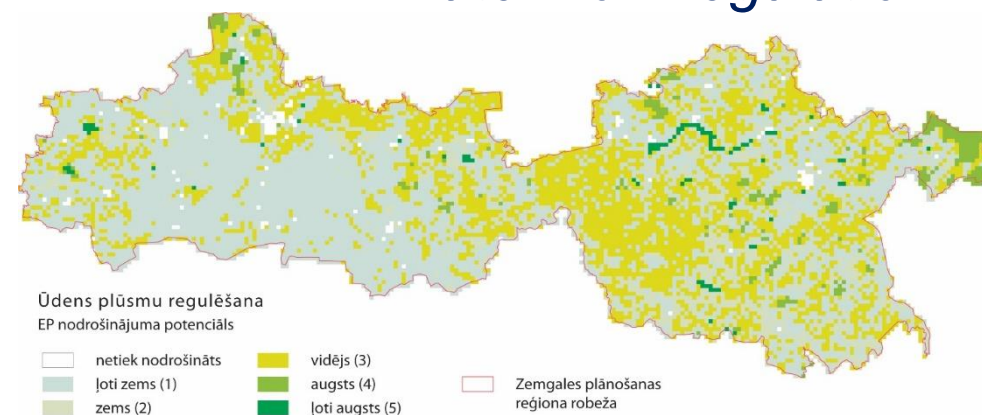 Ūdens plūsmu regulēšana
EP nodrošinājuma potenciāls
netiek nodrošināts
ļoti zems (1)
zems (2)
vidējs (3)
augsts (4)
ļoti augsts (5)
Zemgales plānošanas
reģiona robeža